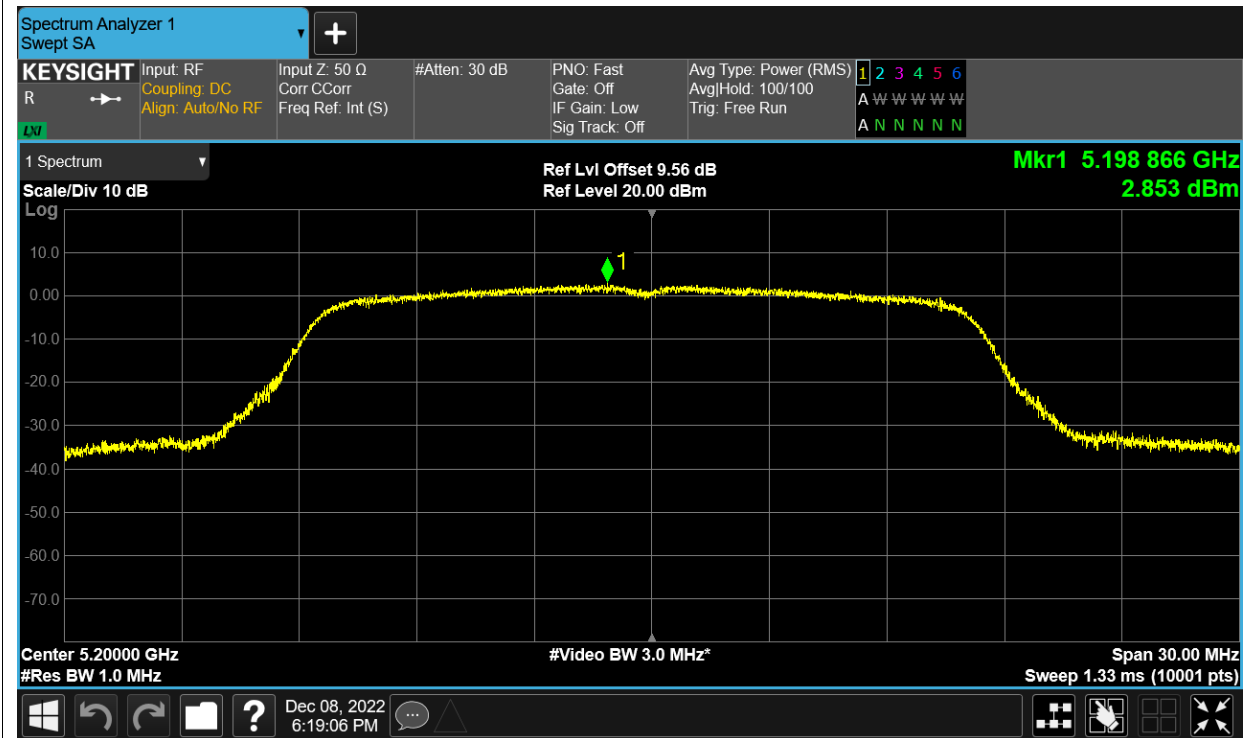 Spectrum Analyzer 1
Swept SA
KEYSIGHT
R
LXI
Input: RF
Coupling: DC
Align: Auto/No RF
Input Z: 50 Ω
Corr CCorr
Freq Ref: Int (S)
#Atten: 30 dB
PNO: Fast
Gate: Off
IF Gain: Low
Sig Track: Off
Avg Type: Power (RMS)
Avg|Hold: 100/100
Trig: Free Run
1 2 3 4 5 6
A W W W W W
A N N N N N
1 Spectrum
Scale/Div 10 dB
Ref Lvl Offset 9.56 dB
Ref Level 20.00 dBm
Mkr1 5.198 866 GHz
2.853 dBm
Log
10.0
0.00
-10.0
-20.0
-30.0
-40.0
-50.0
-60.0
-70.0
1
Center 5.20000 GHz
#Res BW 1.0 MHz
#Video BW 3.0 MHz*
Span 30.00 MHz
Sweep 1.33 ms (10001 pts)
?
Dec 08, 2022
6:19:06 PM